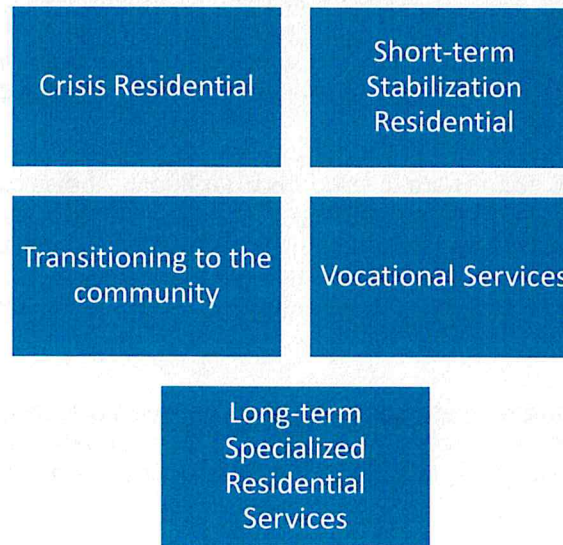 Crisis Residential
Short-term
Stabilization
Residential
Transitioning to the
community
Vocational Services
Long-term
Specialized
Residential
Services